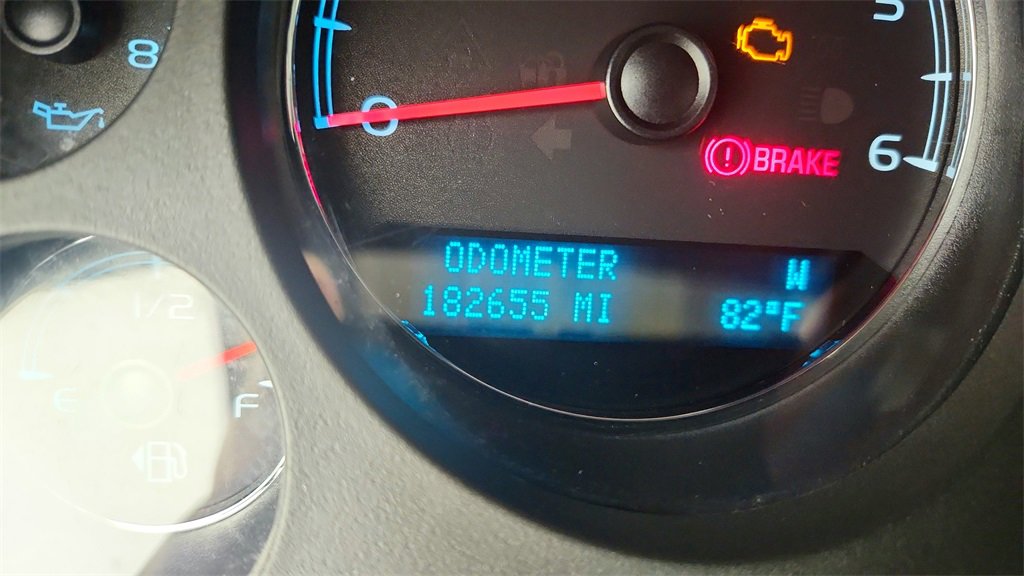 8
0
5
6
BRAKE
ODOMETER W
182655 MI 82°F
1/2
E F